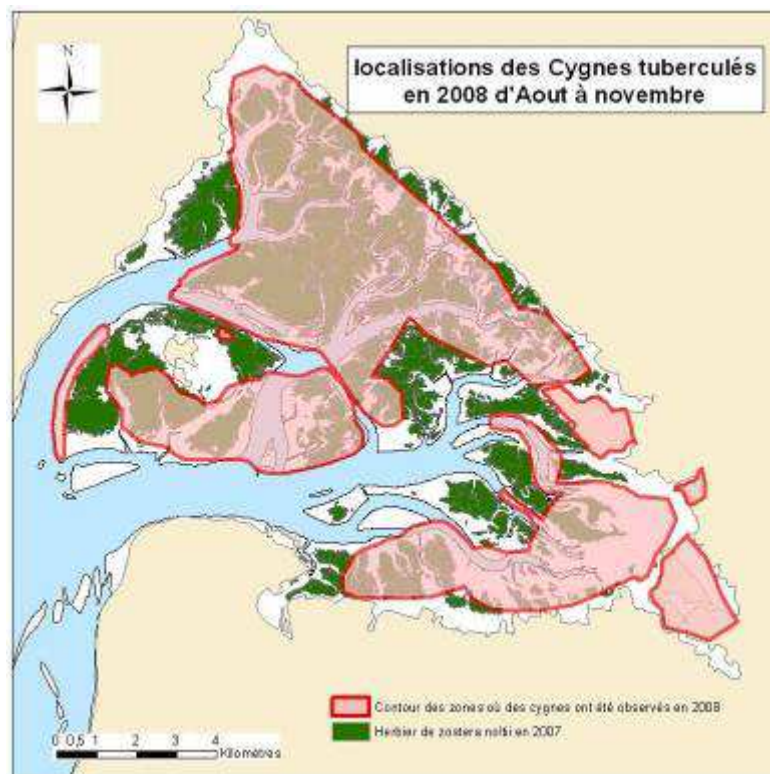 N
localisations des Cygnes tuberculés
en 2008 d'Aout à novembre
Contour des zones où des cygnes ont été observés en 2008
Herbier de zostera noltii en 2007
0 0,5 1 2 3 4
Kilomètres